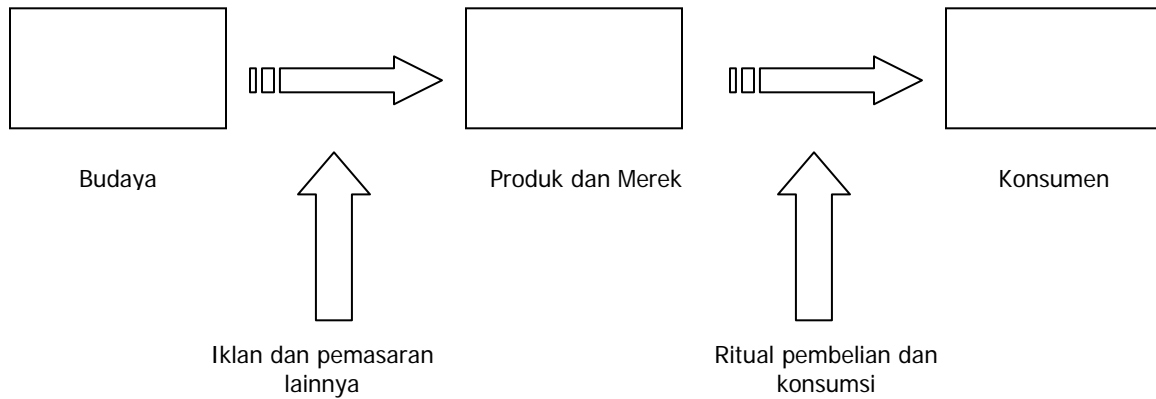 Budaya
Produk dan Merek
Konsumen
Iklan dan pemasaran
lainnya
Ritual pembelian dan
konsumsi